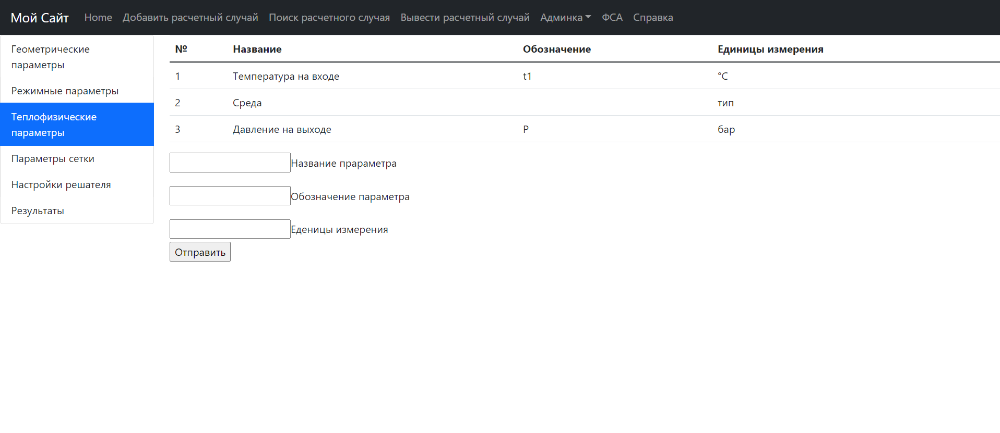 Мой Сайт Home Добавить расчетный случай Поиск расчетного случая Вывести расчетный случай Админка ФСА Справка
Геометрические
параметры
Режимные параметры
Теплофизические
параметры
Параметры сетки
Настройки решателя
Результаты
№ Название Обозначение Единицы измерения
1 Температура на входе t1 °C
2 Среда тип
3 Давление на выходе P бар
Название прараметра
Обозначение параметра
Еденицы измерения
Отправить